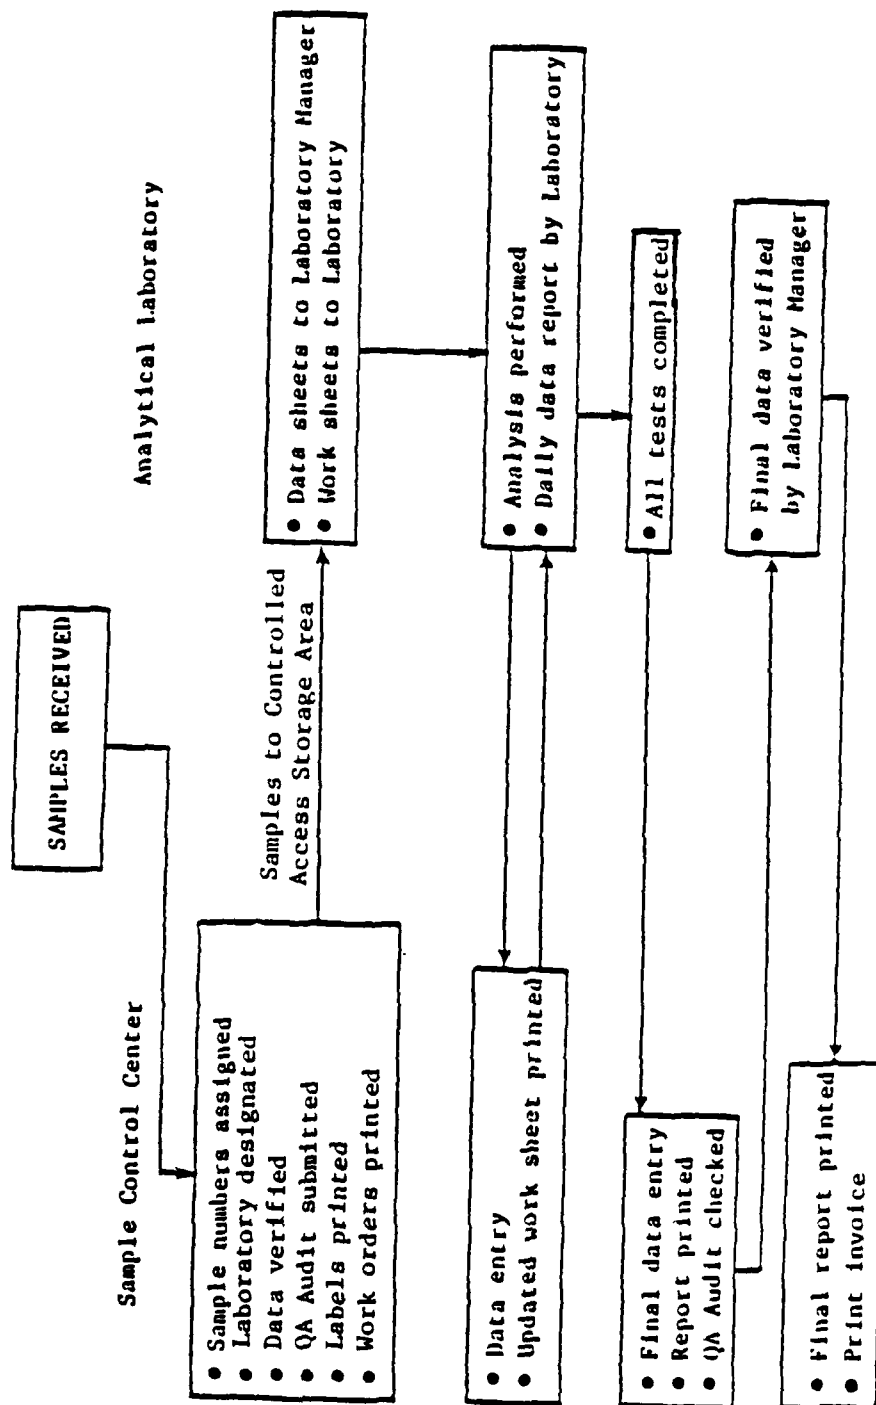 SAMPLES RECEIVED
Sample Control Center
Analytical Laboratory
● Sample numbers assigned
● Laboratory designated
● Data verified
● QA Audit submitted
● Labels printed
● Work orders printed
Samples to Controlled
Access Storage Area
● Data sheets to Laboratory Manager
● Work sheets to Laboratory
● Data entry
● Updated work sheet printed
● Analysis performed
● Daily data report by Laboratory
● All tests completed
● Final data entry
● Report printed
● QA Audit checked
● Final data verified
by Laboratory Manager
● Final report printed
● Print invoice